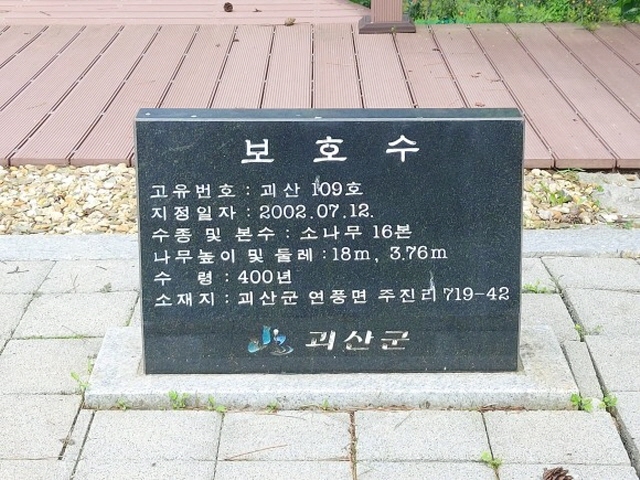 보 호 수
고유번호 : 괴산 109호
지정일자 : 2002.07.12.
수종 및 본수 : 소나무 16본
나무높이 및 둘레 : 18m, 3.76m
수 령 : 400년
소재지 : 괴산군 연풍면 주진리 719-42
괴산군